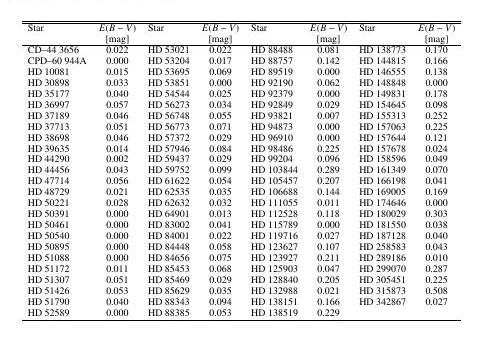 Star E(B – V) Star E(B – V) Star E(B – V) Star E(B – V)
[mag] [mag] [mag] [mag]
CD–44 3656 0.022 HD 53021 0.022 HD 88488 0.081 HD 138773 0.170
CPD–60 944A 0.000 HD 53204 0.017 HD 88757 0.142 HD 144815 0.166
HD 10081 0.015 HD 53695 0.069 HD 89519 0.000 HD 146555 0.138
HD 30898 0.033 HD 53851 0.000 HD 92190 0.062 HD 148848 0.000
HD 35177 0.040 HD 54544 0.025 HD 92379 0.000 HD 149831 0.178
HD 36997 0.057 HD 56273 0.034 HD 92849 0.029 HD 154645 0.098
HD 37189 0.046 HD 56748 0.055 HD 93821 0.007 HD 155313 0.252
HD 37713 0.051 HD 56773 0.071 HD 94873 0.000 HD 157063 0.225
HD 38698 0.046 HD 57372 0.029 HD 96910 0.000 HD 157644 0.121
HD 39635 0.014 HD 57946 0.084 HD 98486 0.225 HD 157678 0.024
HD 44290 0.002 HD 59437 0.029 HD 99204 0.096 HD 158596 0.049
HD 44456 0.043 HD 59752 0.099 HD 103844 0.289 HD 161349 0.070
HD 47714 0.056 HD 61622 0.054 HD 105457 0.207 HD 166198 0.041
HD 48729 0.021 HD 62535 0.035 HD 106688 0.144 HD 169005 0.169
HD 50221 0.028 HD 62632 0.032 HD 111055 0.011 HD 174646 0.000
HD 50391 0.000 HD 64901 0.013 HD 112528 0.118 HD 180029 0.303
HD 50461 0.000 HD 83002 0.041 HD 115789 0.000 HD 181550 0.038
HD 50540 0.000 HD 84001 0.022 HD 119716 0.027 HD 187128 0.040
HD 50895 0.000 HD 84448 0.058 HD 123627 0.107 HD 258583 0.043
HD 51088 0.000 HD 84656 0.075 HD 123927 0.211 HD 289186 0.010
HD 51172 0.011 HD 85453 0.068 HD 125903 0.047 HD 299070 0.287
HD 51307 0.051 HD 85469 0.029 HD 128840 0.205 HD 305451 0.225
HD 51426 0.053 HD 85629 0.035 HD 132988 0.021 HD 315873 0.508
HD 51790 0.040 HD 88343 0.094 HD 138151 0.166 HD 342867 0.027
HD 52589 0.000 HD 88385 0.053 HD 138519 0.229